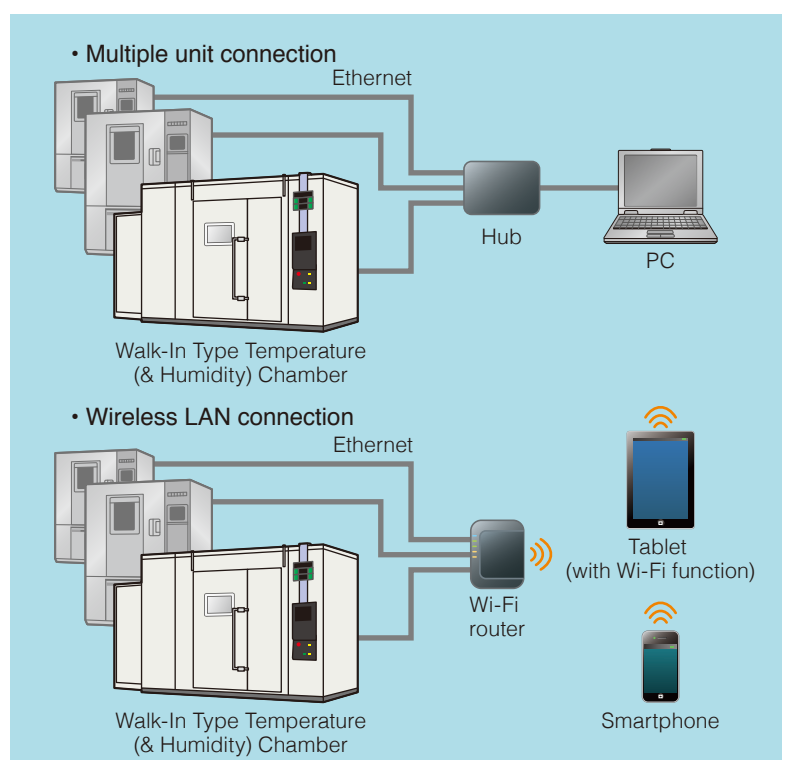 ・Multiple unit connection
Ethernet
Hub
PC
Walk-In Type Temperature
(& Humidity) Chamber
・Wireless LAN connection
Ethernet
Tablet
(with Wi-Fi function)
Wi-Fi
router
Smartphone
Walk-In Type Temperature
(& Humidity) Chamber